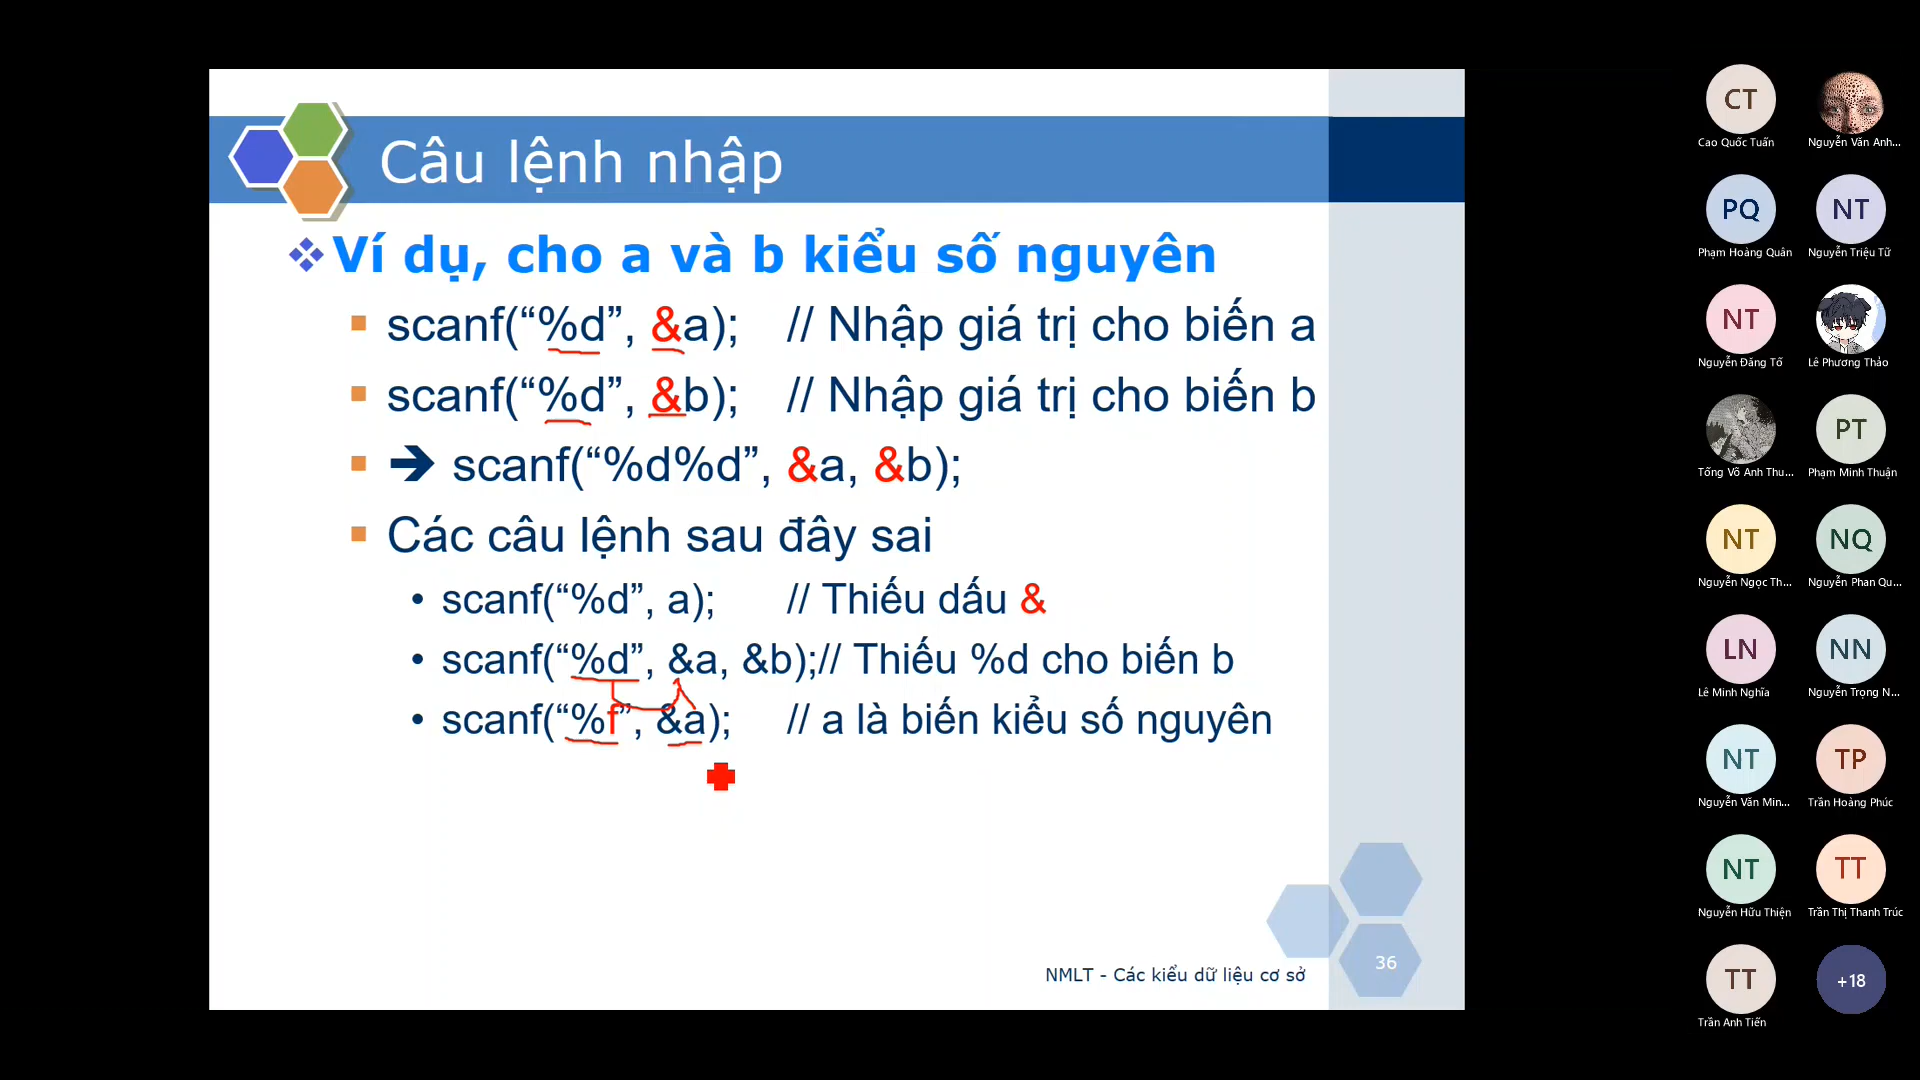 Câu lệnh nhập
Ví dụ, cho a và b kiểu số nguyên
scanf(“%d”, &a); // Nhập giá trị cho biến a
scanf(“%d”, &b); // Nhập giá trị cho biến b
➔ scanf(“%d%d”, &a, &b);
Các câu lệnh sau đây sai
• scanf(“%d”, a); // Thiếu dấu &
• scanf(“%d”, &a, &b);// Thiếu %d cho biến b
• scanf(“%f”, &a); // a là biến kiểu số nguyên
NMLT - Các kiểu dữ liệu cơ sở
36
CT
Cao Quốc Tuấn
Nguyễn Văn Anh...
PQ
Phạm Hoàng Quân
NT
Nguyễn Triệu Tử
NT
Nguyễn Đăng Tố
Lê Phương Thảo
Tống Võ Anh Thu...
PT
Phạm Minh Thuận
NT
Nguyễn Ngọc Th...
NQ
Nguyễn Phan Qu...
LN
Lê Minh Nghĩa
NN
Nguyễn Trọng N...
NT
Nguyễn Văn Min...
TP
Trần Hoàng Phúc
NT
Nguyễn Hữu Thiện
TT
Trần Thị Thanh Trúc
TT
Trần Anh Tiến
+18